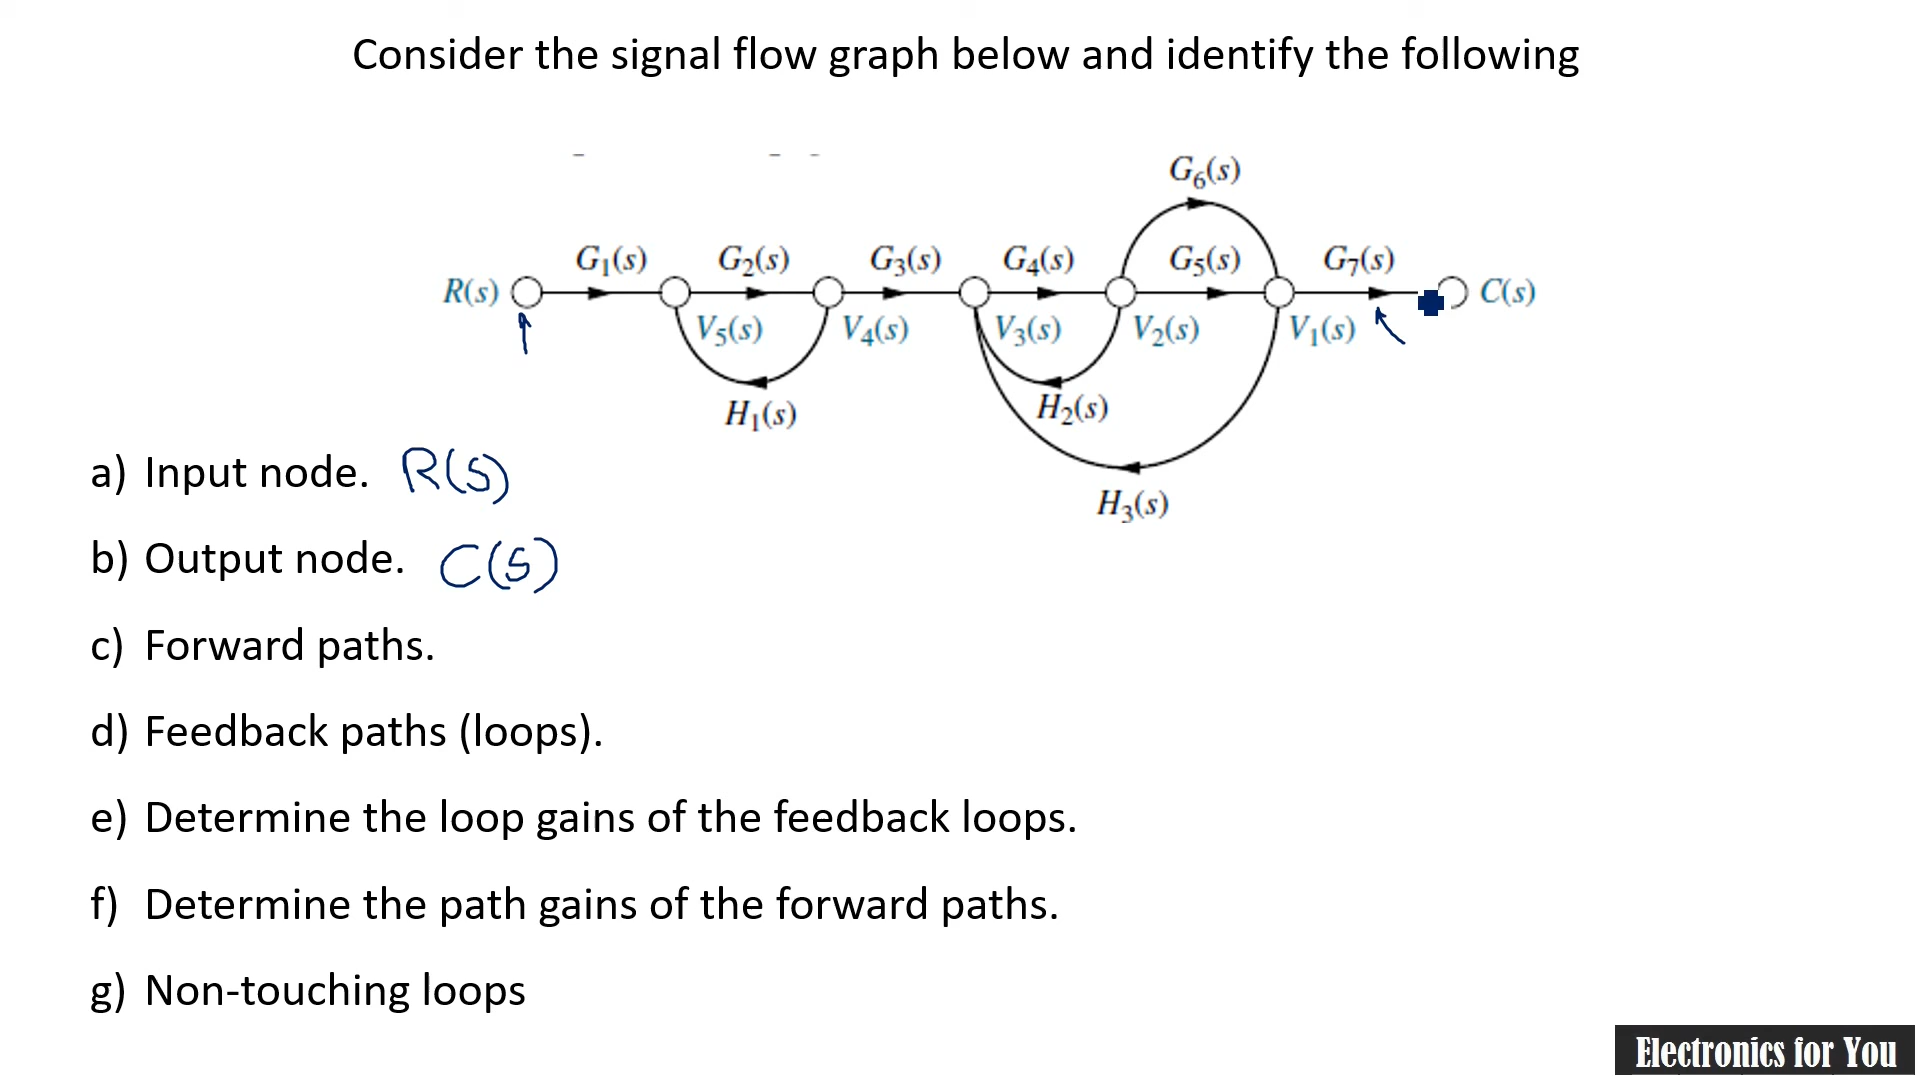 Consider the signal flow graph below and identify the following
G₆(s)
G₁(s) G₂(s) G₃(s) G₄(s) G₅(s) G₇(s)
R(s) C(s)
V₅(s) V₄(s) V₃(s) V₂(s) V₁(s)
H₁(s) H₂(s)
H₃(s)
a) Input node. R(S)
b) Output node. C(S)
c) Forward paths.
d) Feedback paths (loops).
e) Determine the loop gains of the feedback loops.
f) Determine the path gains of the forward paths.
g) Non-touching loops
Electronics for You